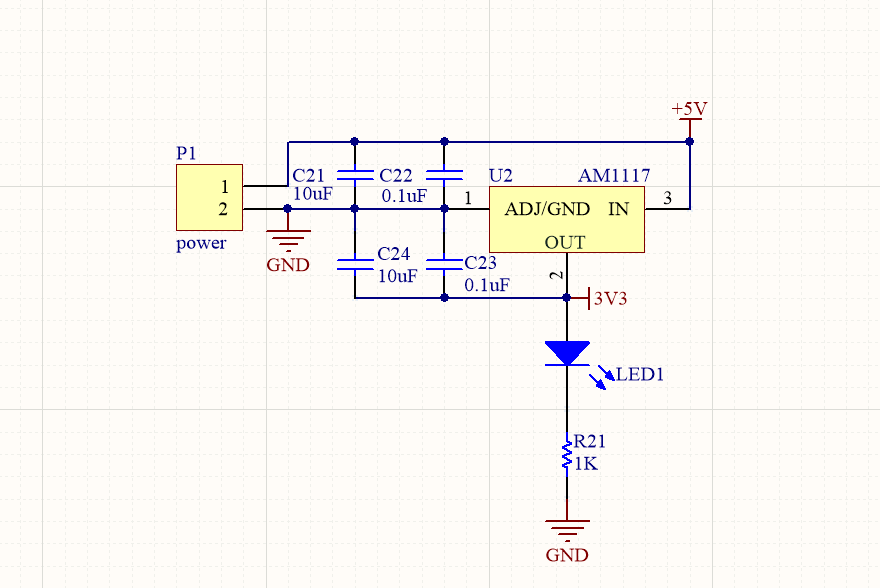 +5V
P1
1
2
power
C21
10uF
C22
0.1uF
U2
AM1117
1
ADJ/GND
IN
3
OUT
2
GND
C24
10uF
C23
0.1uF
3V3
LED1
R21
1K
GND